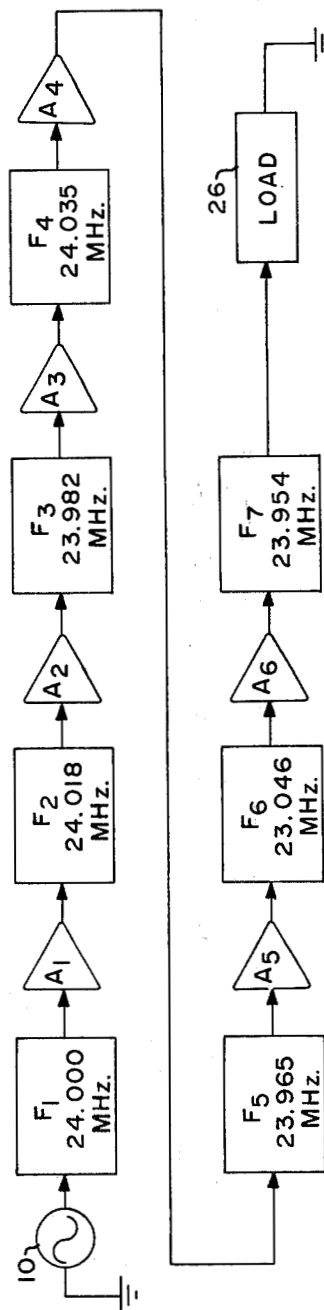 10
F1
24.000
MHZ.
A1
F2
24.018
MHZ.
A2
F3
23.982
MHZ.
A3
F4
24.035
MHZ.
A4
F5
23.965
MHZ.
A5
F6
23.046
MHZ.
A6
F7
23.954
MHZ.
26
LOAD